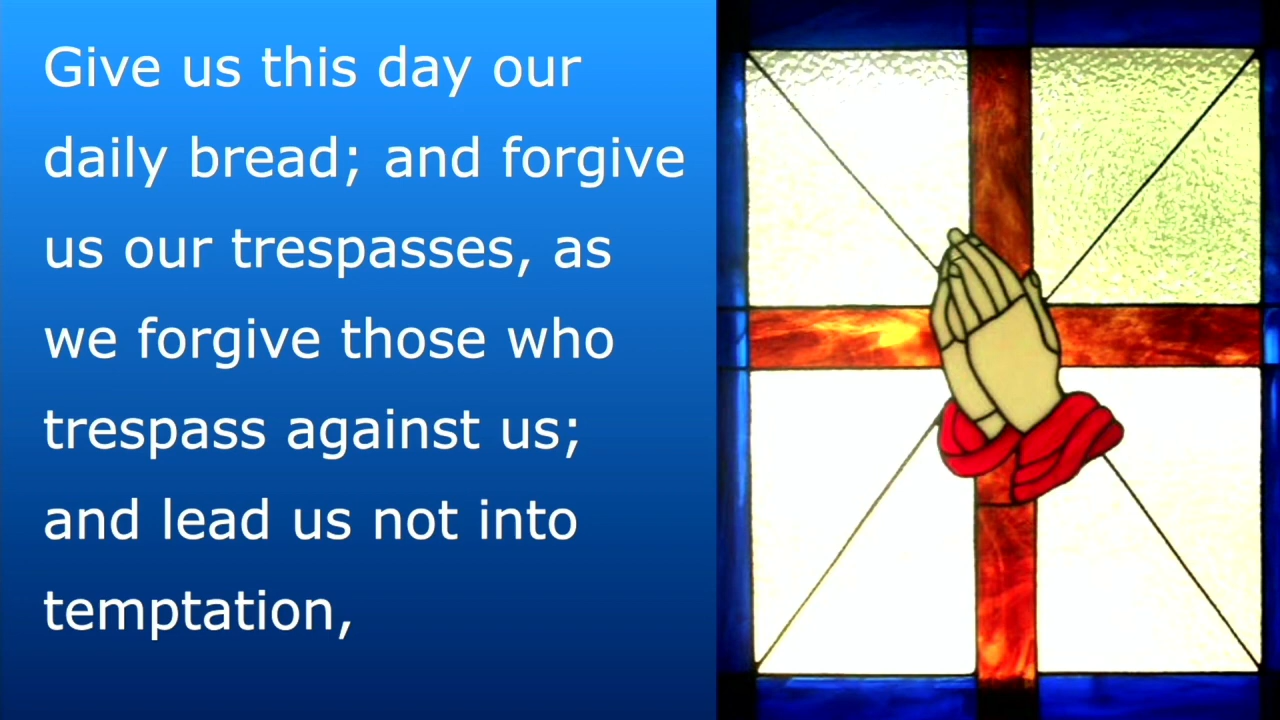 Give us this day our
daily bread; and forgive
us our trespasses, as
we forgive those who
trespass against us;
and lead us not into
temptation,